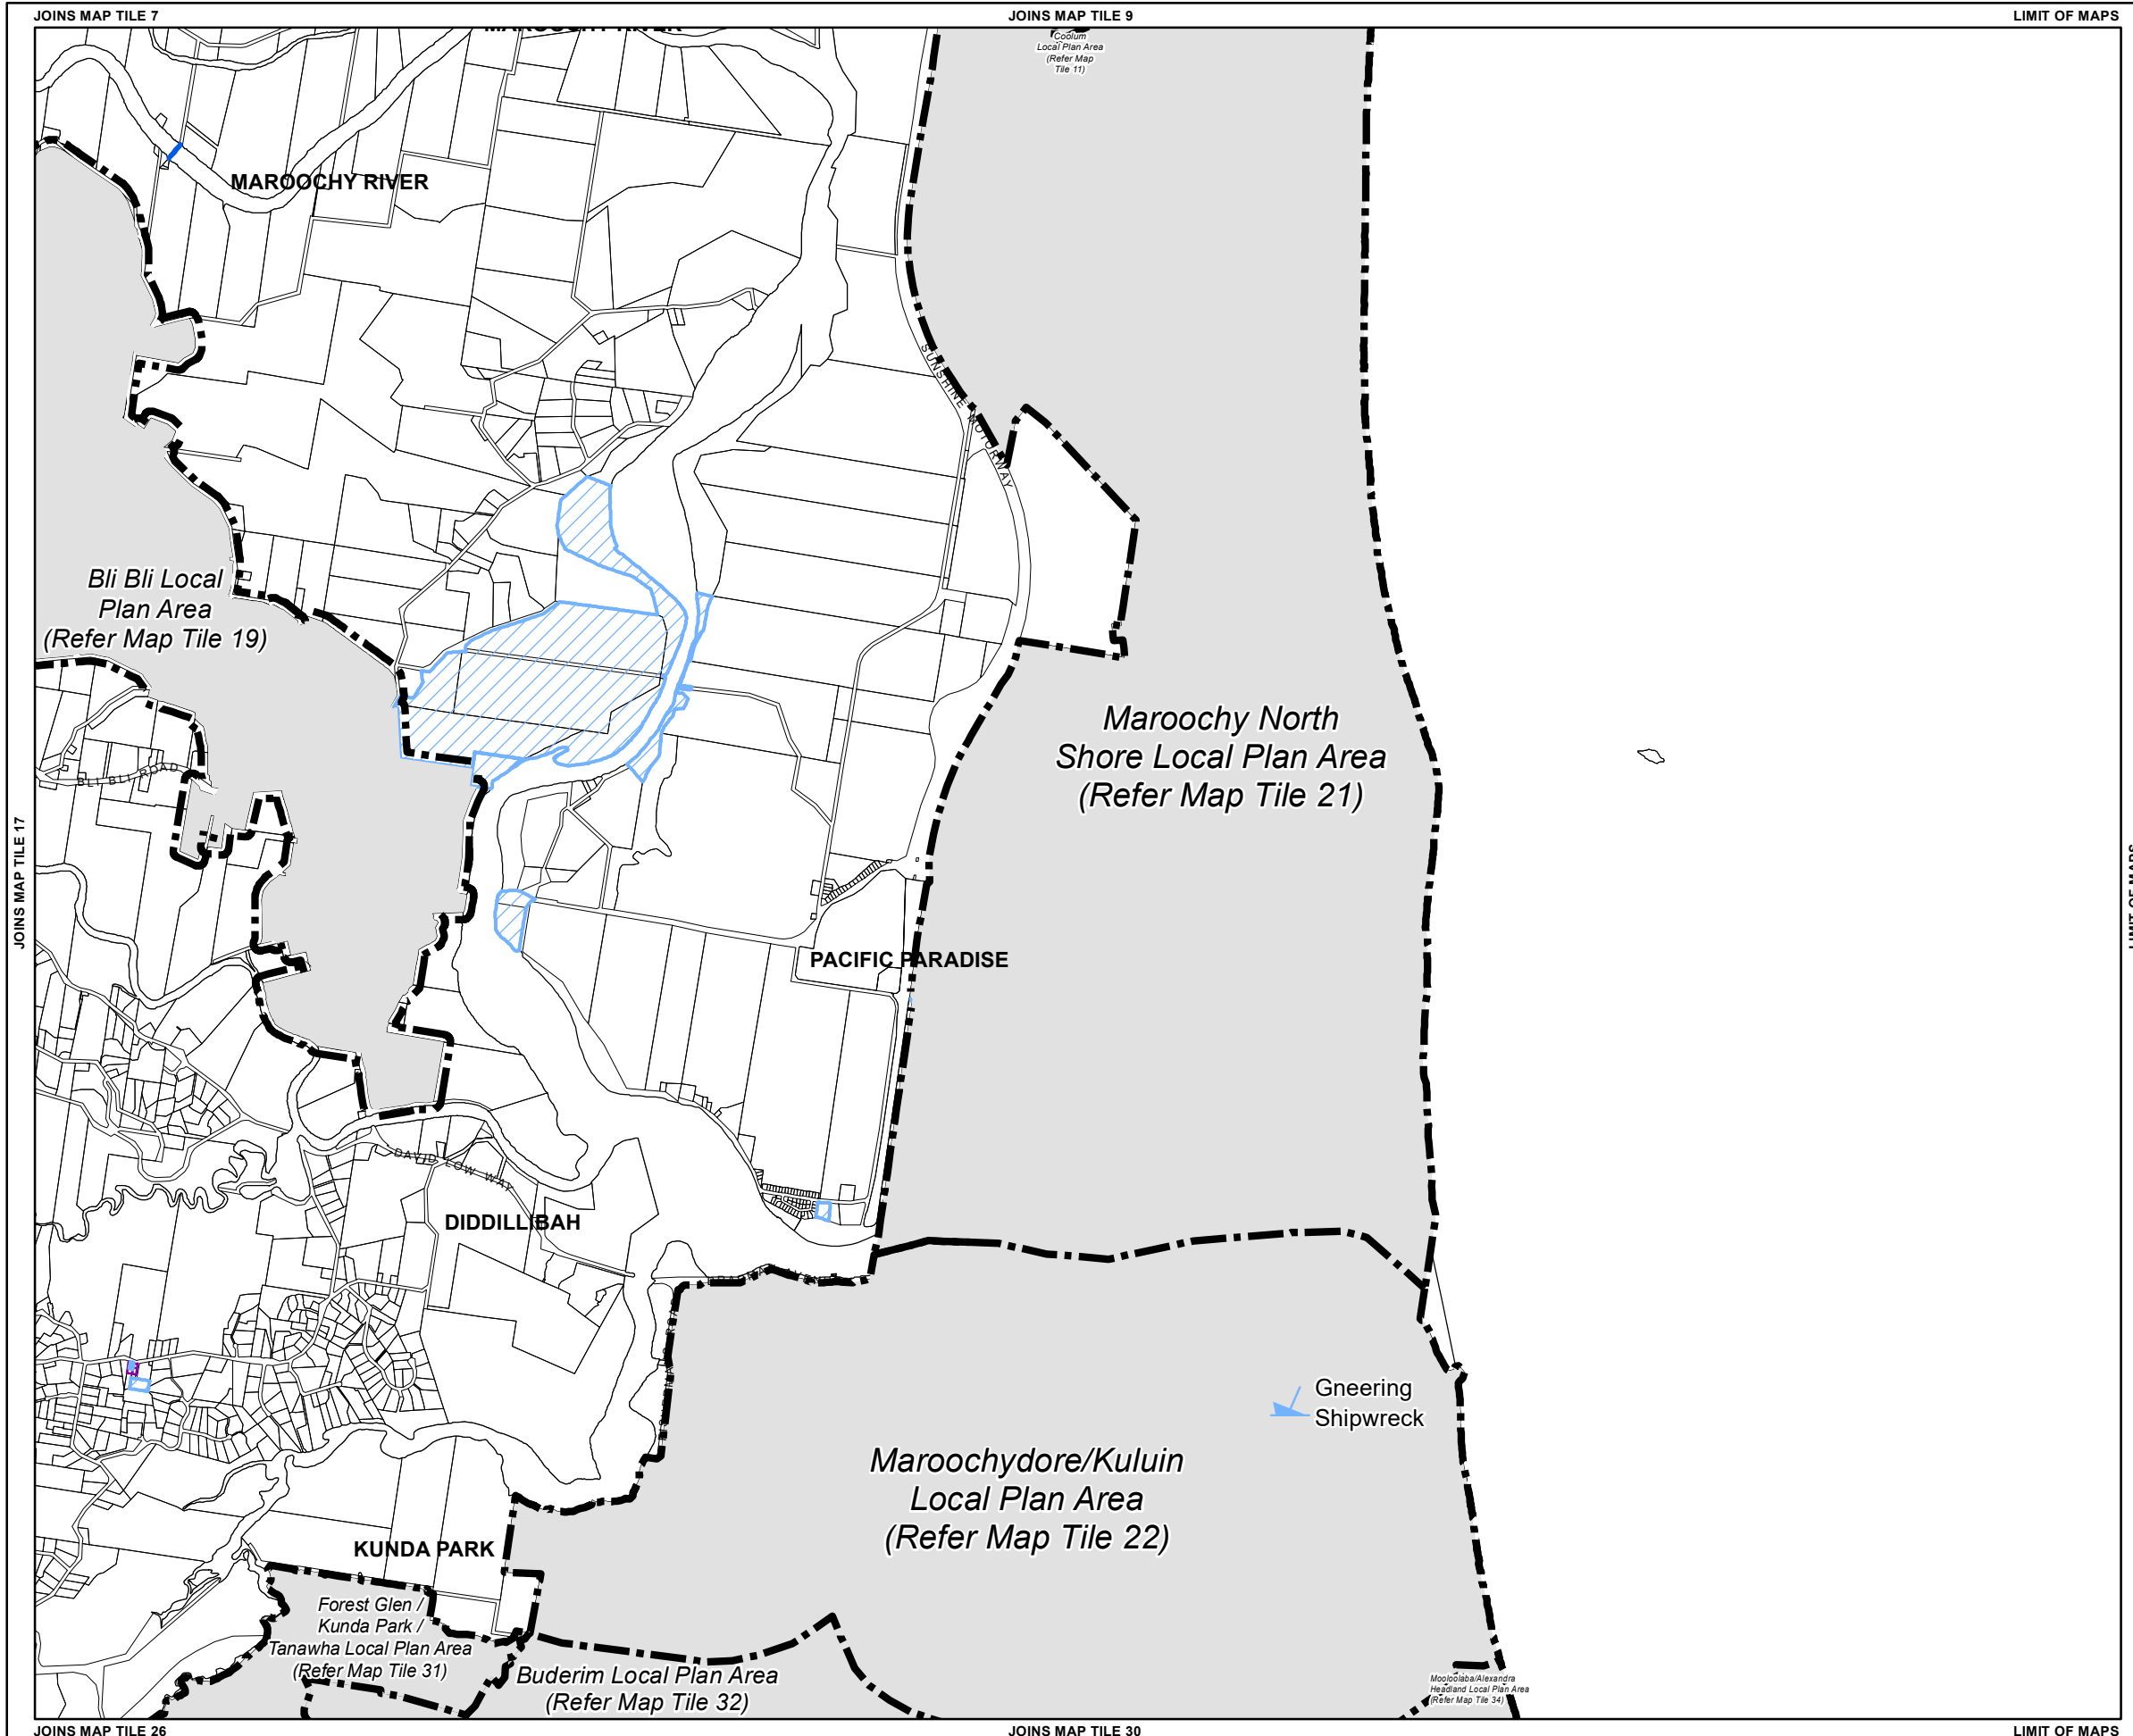 JOINS MAP TILE 7
JOINS MAP TILE 9
LIMIT OF MAPS
Coolum
Local Plan Area
(Refer Map
Tile 11)
MAROOCHY RIVER
MAROOCHY RIVER
SUNSHINE MOTORWAY
Bli Bli Local
Plan Area
(Refer Map Tile 19)
Maroochy North
Shore Local Plan Area
(Refer Map Tile 21)
BLI BLI ROAD
JOINS MAP TILE 17
LIMIT OF MAPS
PACIFIC PARADISE
DAVID LOW WAY
DIDDILLIBAH
Gneering
Shipwreck
Maroochydore/Kuluin
Local Plan Area
(Refer Map Tile 22)
KUNDA PARK
Forest Glen /
Kunda Park /
Tanawha Local Plan Area
(Refer Map Tile 31)
Buderim Local Plan Area
(Refer Map Tile 32)
Mooloolaba/Alexandra
Headland Local Plan Area
(Refer Map Tile 34)
JOINS MAP TILE 26
JOINS MAP TILE 30
LIMIT OF MAPS